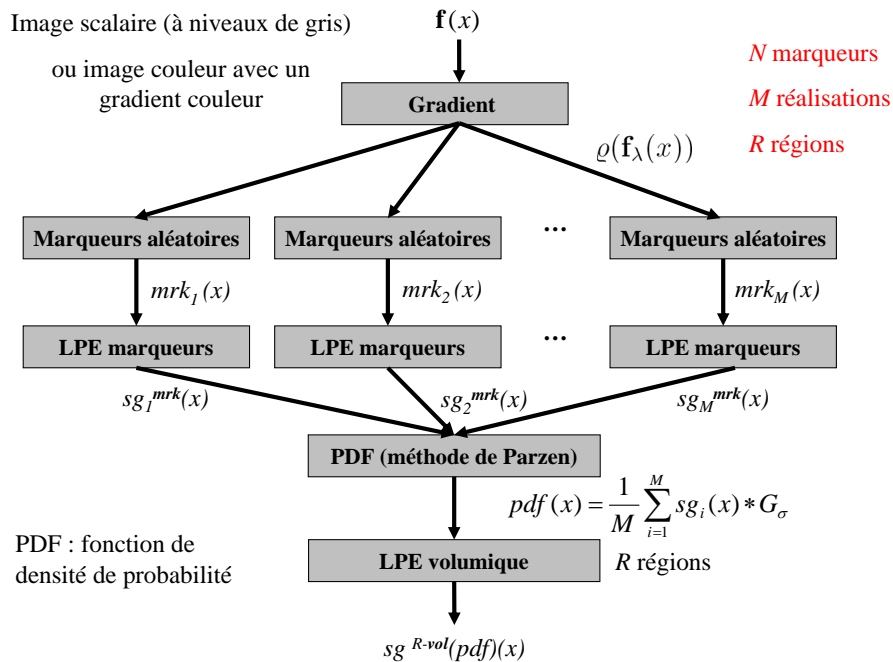 Image scalaire (à niveaux de gris)
ou image couleur avec un
gradient couleur
f(x)
N marqueurs
M réalisations
R régions
Gradient
ϱ(f_λ(x))
Marqueurs aléatoires
Marqueurs aléatoires
...
Marqueurs aléatoires
mrk_1(x)
mrk_2(x)
mrk_M(x)
LPE marqueurs
LPE marqueurs
...
LPE marqueurs
sg_1^mrk(x)
sg_2^mrk(x)
sg_M^mrk(x)
PDF (méthode de Parzen)
pdf(x) = \frac{1}{M} \sum_{i=1}^{M} sg_i(x) * G_σ
PDF : fonction de
densité de probabilité
LPE volumique
R régions
sg^R-vol(pdf)(x)